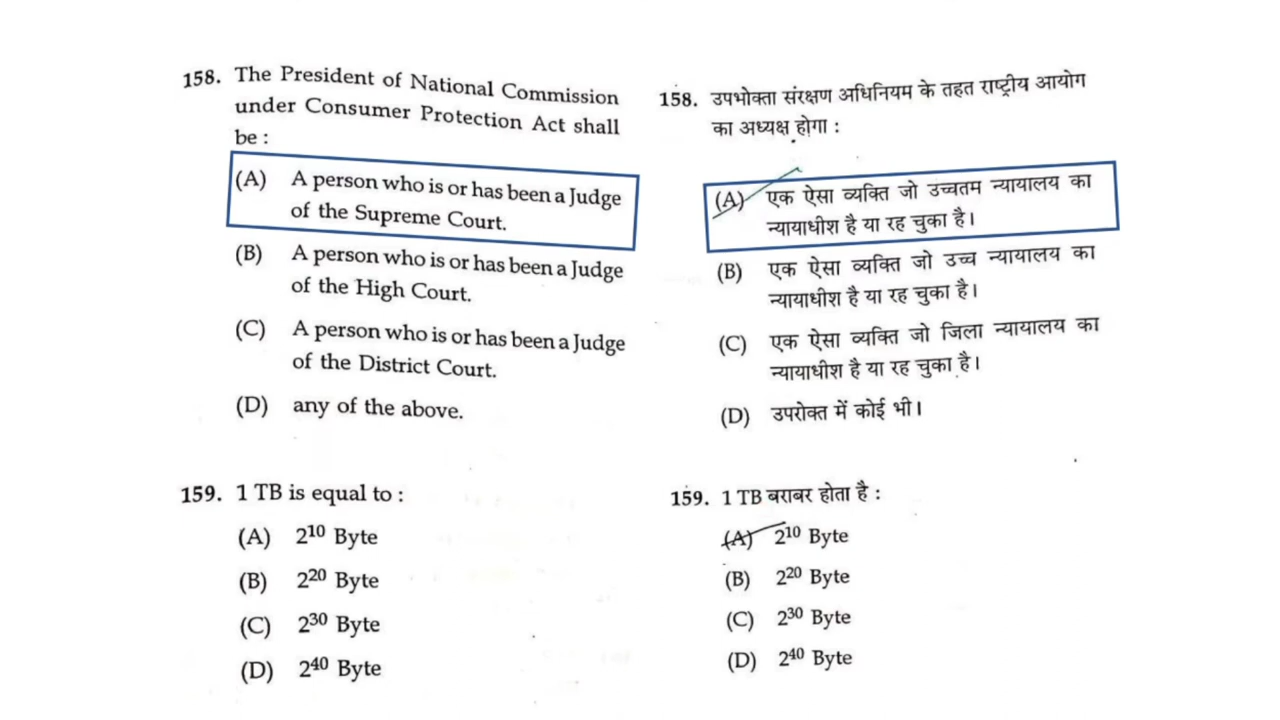 158. The President of National Commission
under Consumer Protection Act shall
be :
(A) A person who is or has been a Judge
of the Supreme Court.
(B) A person who is or has been a Judge
of the High Court.
(C) A person who is or has been a Judge
of the District Court.
(D) any of the above.
159. 1 TB is equal to :
(A) 2¹⁰ Byte
(B) 2²⁰ Byte
(C) 2³⁰ Byte
(D) 2⁴⁰ Byte
158. उपभोक्ता संरक्षण अधिनियम के तहत राष्ट्रीय आयोग
का अध्यक्ष होगा :
(A) एक ऐसा व्यक्ति जो उच्चतम न्यायालय का
न्यायाधीश है या रह चुका है।
(B) एक ऐसा व्यक्ति जो उच्च न्यायालय का
न्यायाधीश है या रह चुका है।
(C) एक ऐसा व्यक्ति जो जिला न्यायालय का
न्यायाधीश है या रह चुका है।
(D) उपरोक्त में कोई भी।
159. 1 TB बराबर होता है :
(A) 2¹⁰ Byte
(B) 2²⁰ Byte
(C) 2³⁰ Byte
(D) 2⁴⁰ Byte